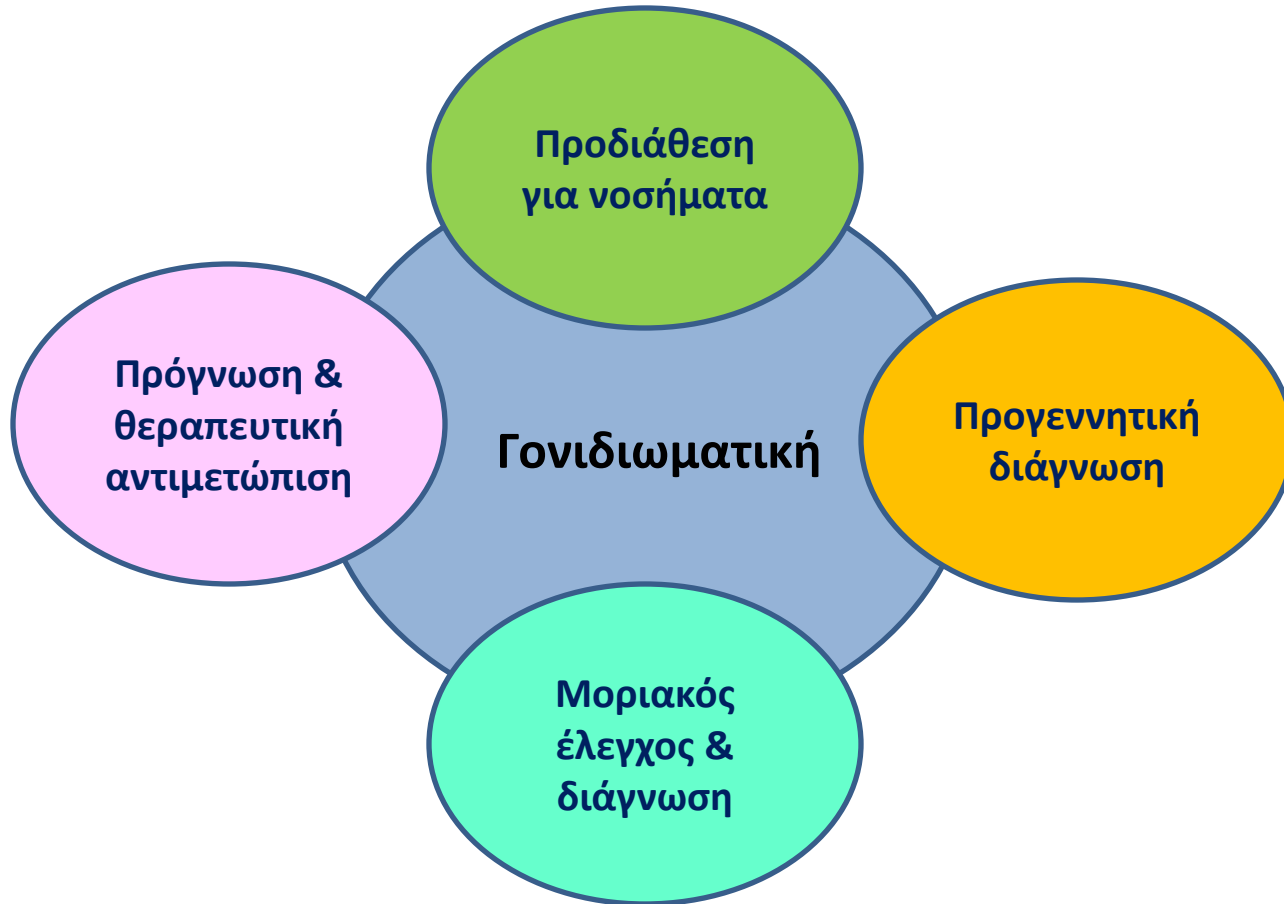 Προδιάθεση
για νοσήματα
Πρόγνωση &
θεραπευτική
αντιμετώπιση
Γονιδιωματική
Προγεννητική
διάγνωση
Μοριακός
έλεγχος &
διάγνωση